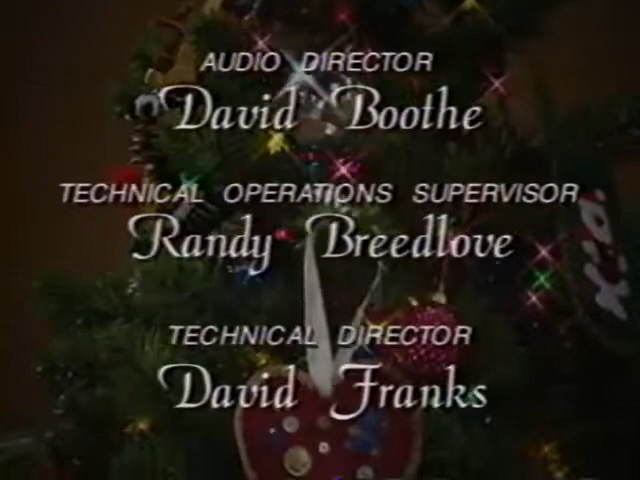 AUDIO DIRECTOR
David Boothe
TECHNICAL OPERATIONS SUPERVISOR
Randy Breedlove
TECHNICAL DIRECTOR
David Franks